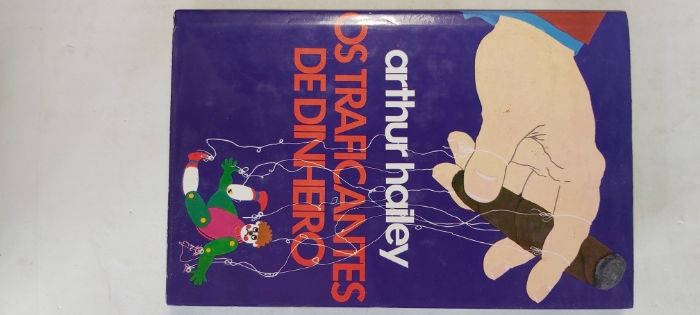 arthur hailey
OS TRAFICANTES
DE DINHEIRO